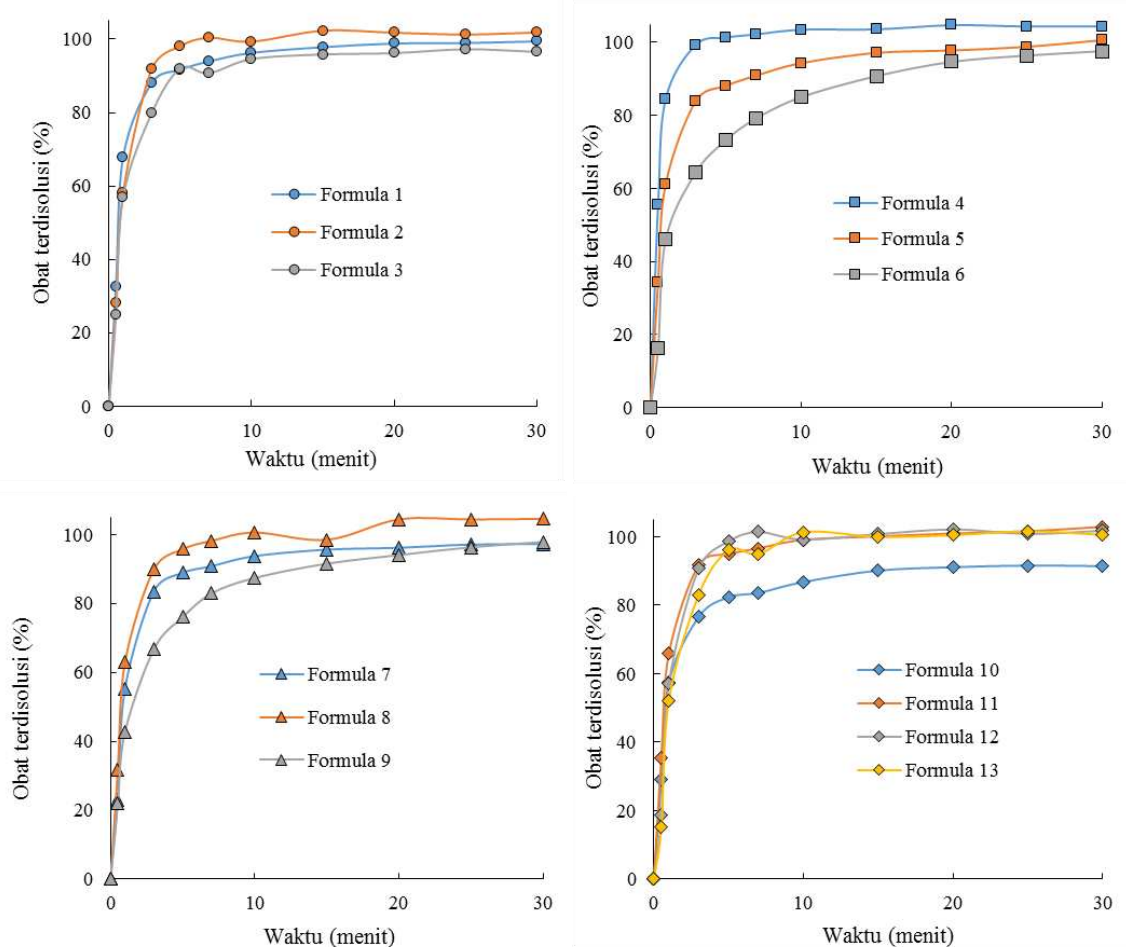 Obat terdisolusi (%)
100
80
60
40
20
0
Formula 1
Formula 2
Formula 3
0 10 20 30
Waktu (menit)
Obat terdisolusi (%)
100
80
60
40
20
0
Formula 4
Formula 5
Formula 6
0 10 20 30
Waktu (menit)
Obat terdisolusi (%)
100
80
60
40
20
0
Formula 7
Formula 8
Formula 9
0 10 20 30
Waktu (menit)
Obat terdisolusi (%)
100
80
60
40
20
0
Formula 10
Formula 11
Formula 12
Formula 13
0 10 20 30
Waktu (menit)